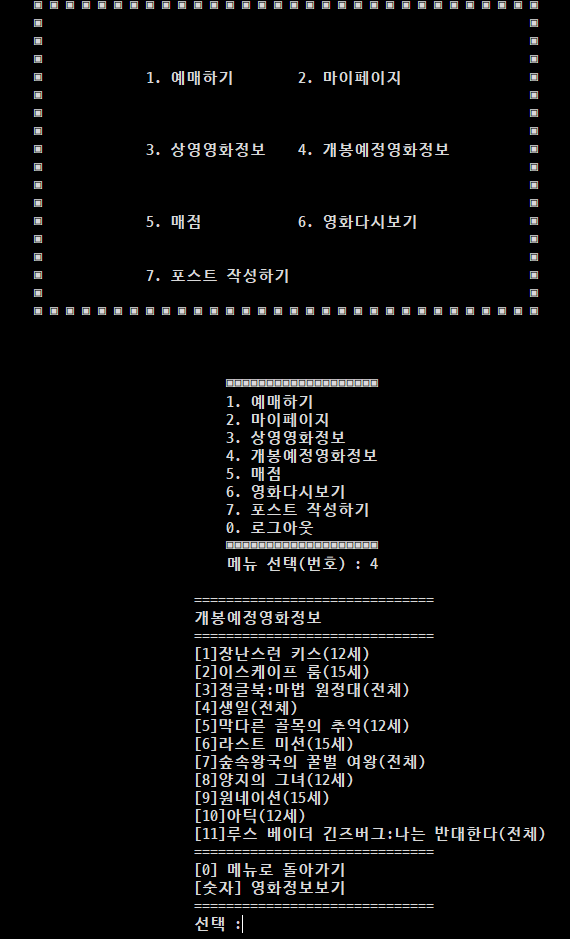 1. 예매하기 2. 마이페이지
3. 상영영화정보 4. 개봉예정영화정보
5. 매점 6. 영화다시보기
7. 포스트 작성하기
1. 예매하기
2. 마이페이지
3. 상영영화정보
4. 개봉예정영화정보
5. 매점
6. 영화다시보기
7. 포스트 작성하기
0. 로그아웃
메뉴 선택(번호) : 4
==============================
개봉예정영화정보
==============================
[1]장난스런 키스(12세)
[2]이스케이프 룸(15세)
[3]정글북:마법 원정대(전체)
[4]생일(전체)
[5]막다른 골목의 추억(12세)
[6]라스트 미션(15세)
[7]숲속왕국의 꿀벌 여왕(전체)
[8]양지의 그녀(12세)
[9]원네이션(15세)
[10]아틱(12세)
[11]루스 베이더 긴즈버그:나는 반대한다(전체)
==============================
[0] 메뉴로 돌아가기
[숫자] 영화정보보기
==============================
선택 :